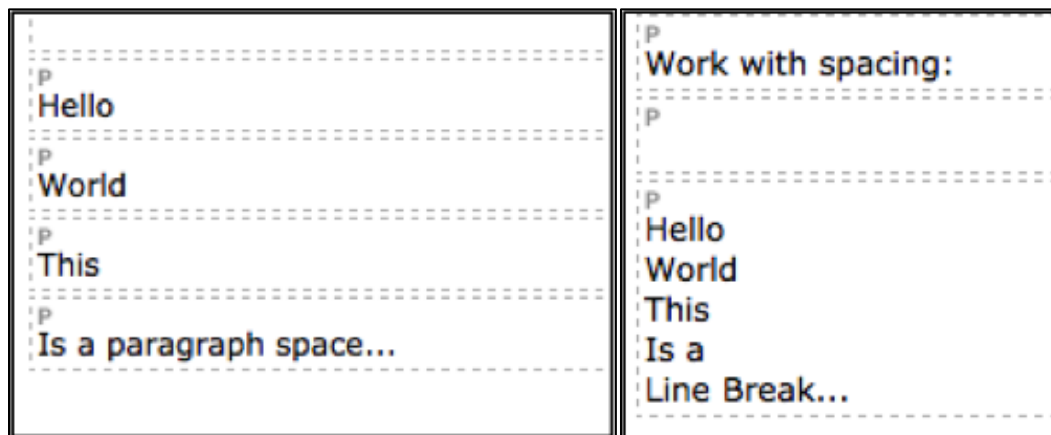 P
Hello
P
World
P
This
P
Is a paragraph space...
P
Work with spacing:
P
P
Hello
World
This
Is a
Line Break...